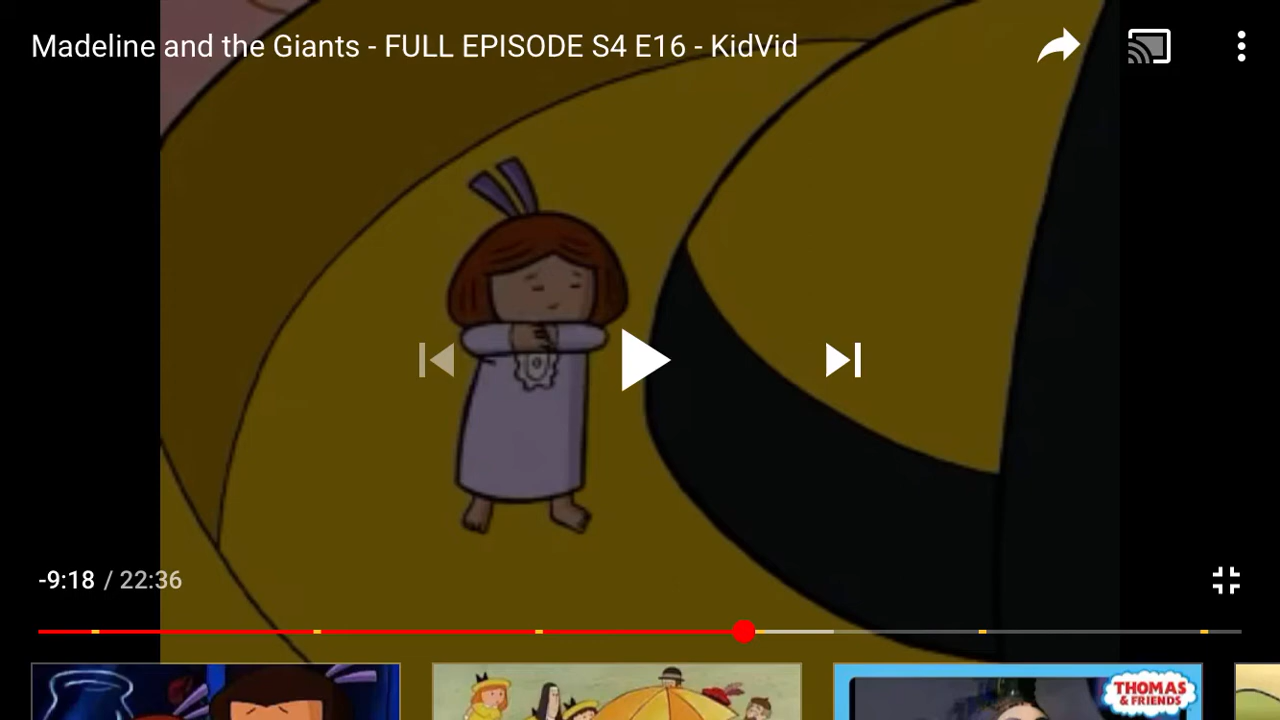 Madeline and the Giants - FULL EPISODE S4 E16 - KidVid
-9:18 / 22:36
THOMAS
& FRIENDS